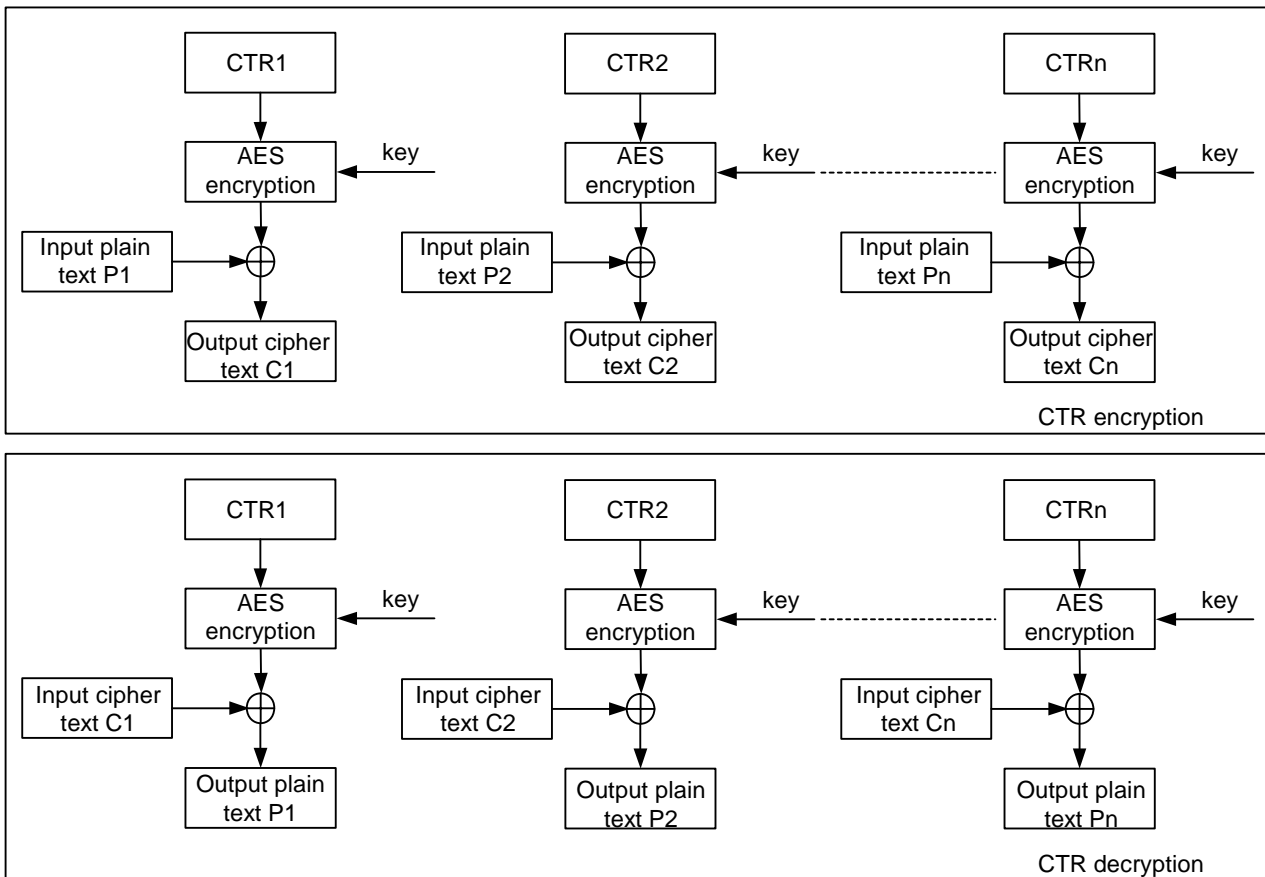 CTR1
CTR2
CTRn
AES
encryption
key
AES
encryption
key
AES
encryption
key
Input plain
text P1
Input plain
text P2
Input plain
text Pn
Output cipher
text C1
Output cipher
text C2
Output cipher
text Cn
CTR encryption
CTR1
CTR2
CTRn
AES
encryption
key
AES
encryption
key
AES
encryption
key
Input cipher
text C1
Input cipher
text C2
Input cipher
text Cn
Output plain
text P1
Output plain
text P2
Output plain
text Pn
CTR decryption